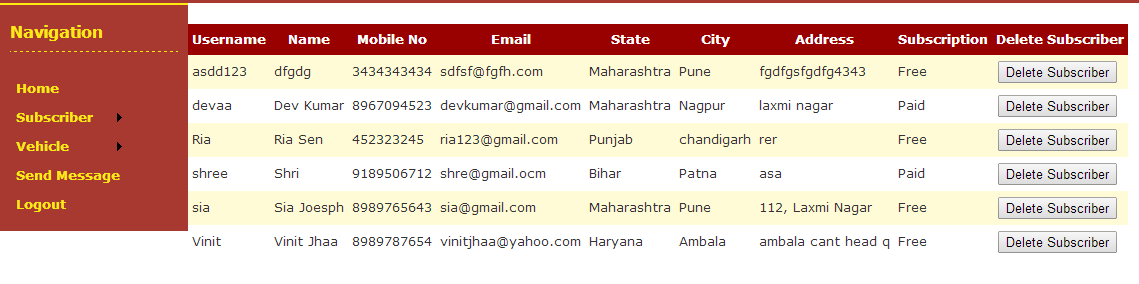 Navigation
Home
Subscriber
Vehicle
Send Message
Logout
Username Name Mobile No Email State City Address Subscription Delete Subscriber
asdd123 dfgdg 3434343434 sdfsf@fgfh.com Maharashtra Pune fgdfgsfgdfg4343 Free Delete Subscriber
devaa Dev Kumar 8967094523 devkumar@gmail.com Maharashtra Nagpur laxmi nagar Paid Delete Subscriber
Ria Ria Sen 452323245 ria123@gmail.com Punjab chandigarh rer Free Delete Subscriber
shree Shri 9189506712 shre@gmail.ocm Bihar Patna asa Paid Delete Subscriber
sia Sia Joesph 8989765643 sia@gmail.com Maharashtra Pune 112, Laxmi Nagar Free Delete Subscriber
Vinit Vinit Jhaa 8989787654 vinitjhaa@yahoo.com Haryana Ambala ambala cant head q Free Delete Subscriber